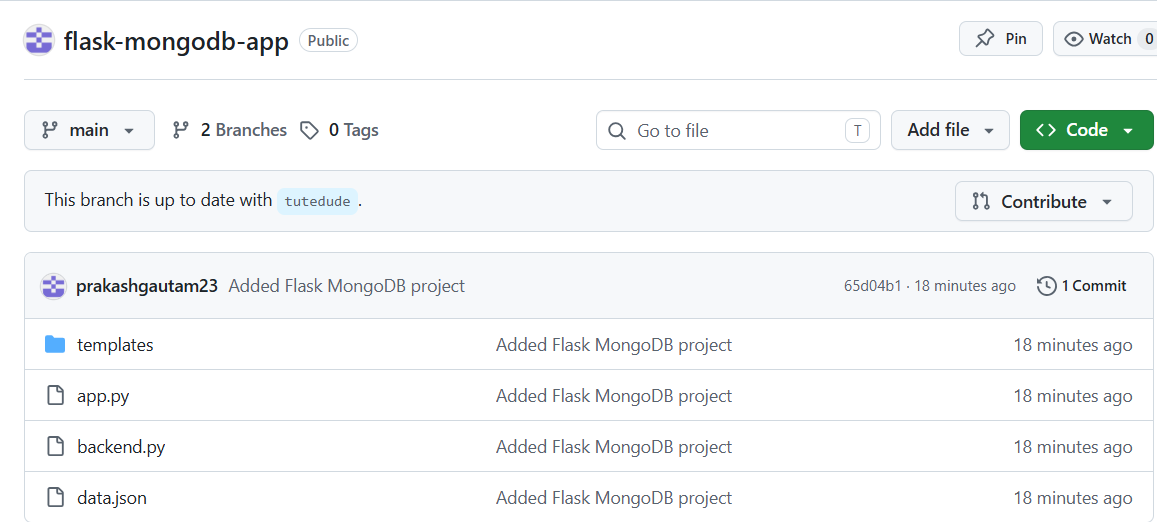 flask-mongodb-app Public Pin Watch 0
main 2 Branches 0 Tags Go to file T Add file Code
This branch is up to date with tutedude. Contribute
prakashgautam23 Added Flask MongoDB project 65d04b1 · 18 minutes ago 1 Commit
templates Added Flask MongoDB project 18 minutes ago
app.py Added Flask MongoDB project 18 minutes ago
backend.py Added Flask MongoDB project 18 minutes ago
data.json Added Flask MongoDB project 18 minutes ago